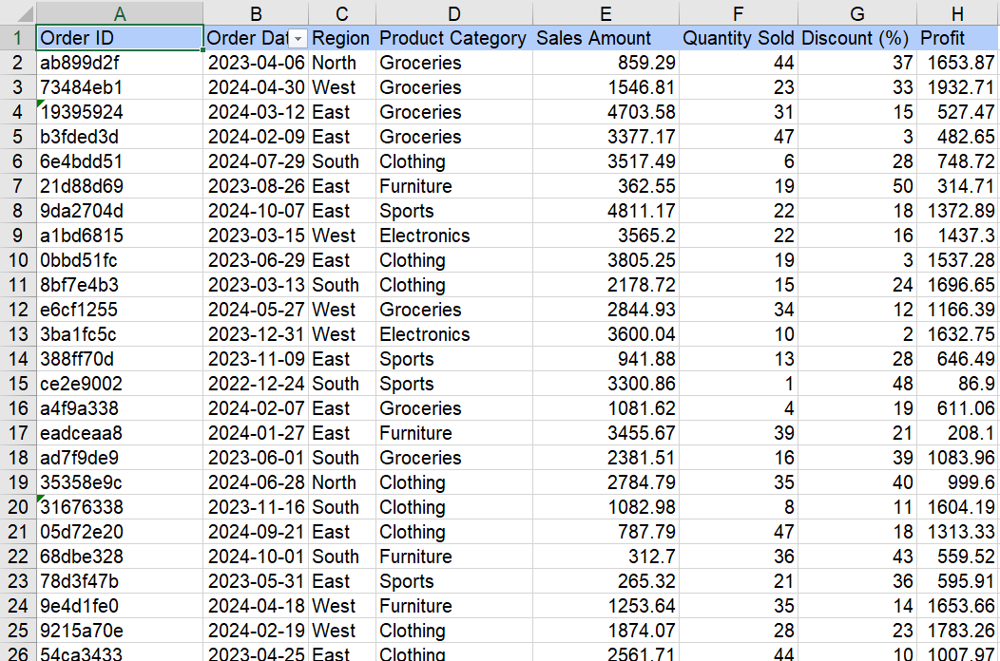 A B C D E F G H
1 Order ID Order Dat Region Product Category Sales Amount Quantity Sold Discount (%) Profit
2 ab899d2f 2023-04-06 North Groceries 859.29 44 37 1653.87
3 73484eb1 2024-04-30 West Groceries 1546.81 23 33 1932.71
4 19395924 2024-03-12 East Groceries 4703.58 31 15 527.47
5 b3fded3d 2024-02-09 East Groceries 3377.17 47 3 482.65
6 6e4bdd51 2024-07-29 South Clothing 3517.49 6 28 748.72
7 21d88d69 2023-08-26 East Furniture 362.55 19 50 314.71
8 9da2704d 2024-10-07 East Sports 4811.17 22 18 1372.89
9 a1bd6815 2023-03-15 West Electronics 3565.2 22 16 1437.3
10 0bbd51fc 2023-06-29 East Clothing 3805.25 19 3 1537.28
11 8bf7e4b3 2023-03-13 South Clothing 2178.72 15 24 1696.65
12 e6cf1255 2024-05-27 West Groceries 2844.93 34 12 1166.39
13 3ba1fc5c 2023-12-31 West Electronics 3600.04 10 2 1632.75
14 388ff70d 2023-11-09 East Sports 941.88 13 28 646.49
15 ce2e9002 2022-12-24 South Sports 3300.86 1 48 86.9
16 a4f9a338 2024-02-07 East Groceries 1081.62 4 19 611.06
17 eadceaa8 2024-01-27 East Furniture 3455.67 39 21 208.1
18 ad7f9de9 2023-06-01 South Groceries 2381.51 16 39 1083.96
19 35358e9c 2024-06-28 North Clothing 2784.79 35 40 999.6
20 31676338 2023-11-16 South Clothing 1082.98 8 11 1604.19
21 05d72e20 2024-09-21 East Clothing 787.79 47 18 1313.33
22 68dbe328 2024-10-01 South Furniture 312.7 36 43 559.52
23 78d3f47b 2023-05-31 East Sports 265.32 21 36 595.91
24 9e4d1fe0 2024-04-18 West Furniture 1253.64 35 14 1653.66
25 9215a70e 2024-02-19 West Clothing 1874.07 28 23 1783.26
26 54ca3433 2023-04-25 East Clothing 2561.71 44 10 1007.97